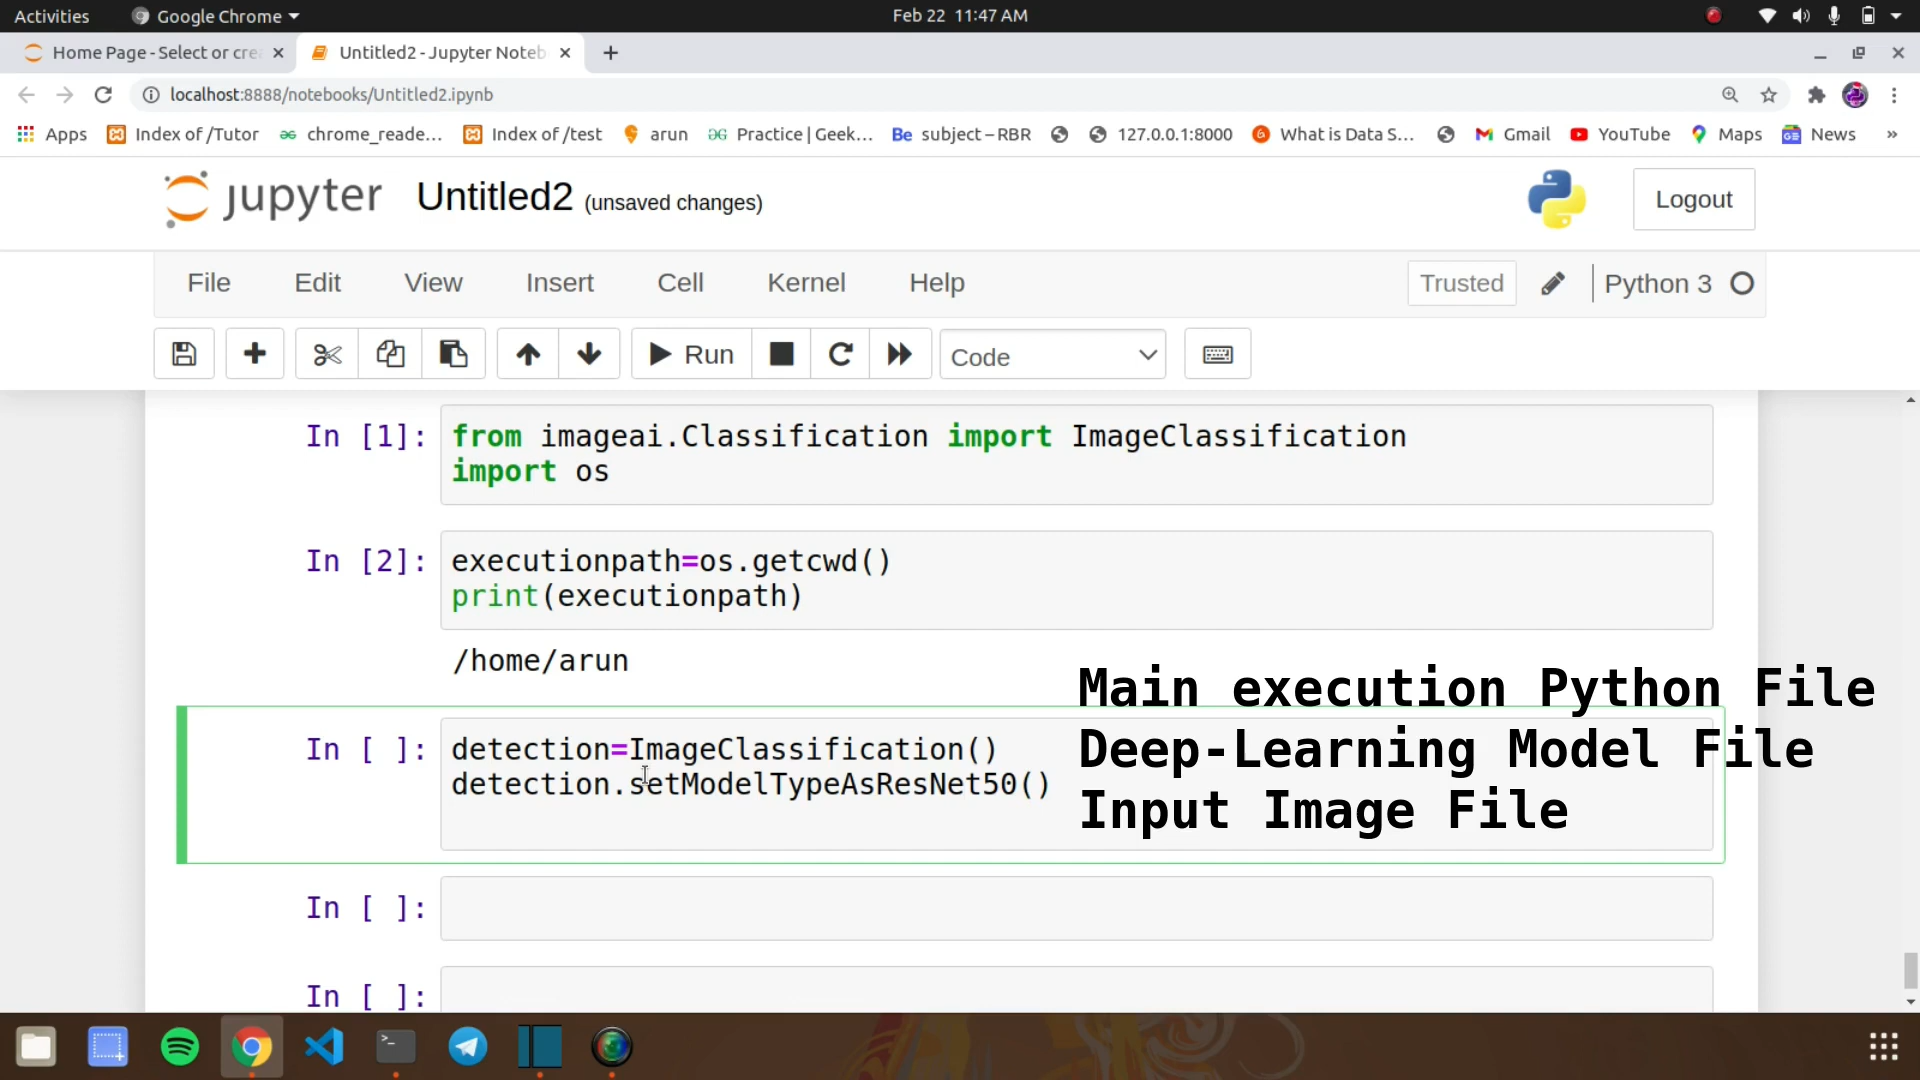 Activities Google Chrome Feb 22 11:47 AM
Home Page - Select or cre Untitled2 - Jupyter Noteb
localhost:8888/notebooks/Untitled2.ipynb
Apps Index of /Tutor chrome_reade... Index of /test arun Practice | Geek... Be subject – RBR 127.0.0.1:8000 What is Data S... Gmail YouTube Maps News »
jupyter Untitled2 (unsaved changes) Logout
File Edit View Insert Cell Kernel Help Trusted Python 3
Run Code
In [1]: from imageai.Classification import ImageClassification
import os
In [2]: executionpath=os.getcwd()
print(executionpath)
/home/arun
Main execution Python File
In [ ]: detection=ImageClassification()
Deep-Learning Model File
detection.setModelTypeAsResNet50()
Input Image File
In [ ]:
In [ ]: